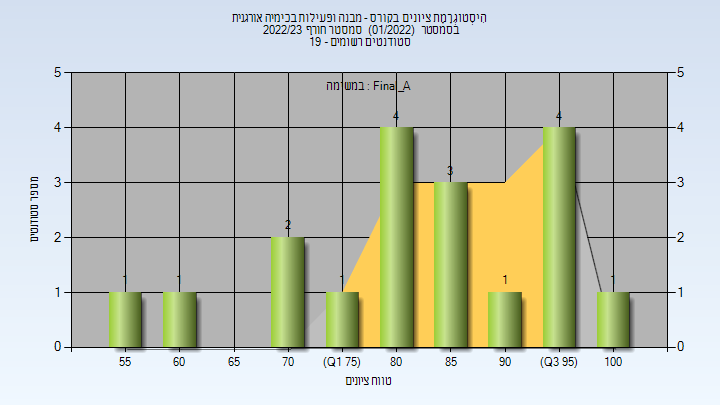 היסטוגרמת ציונים בקורס - מבנה ופעילות בכימיה אורגנית
בסמסטר (01/2022) סמסטר חורף 2022/23
סטודנטים רשומים - 19
במשימה : Final_A
5 5
4 4
3 3
2 2
1 1
0 0
1 1 2 1 4 3 1 4 1
מספר סטודנטים
55 60 65 70 (Q1 75) 80 85 90 (Q3 95) 100
טווח ציונים